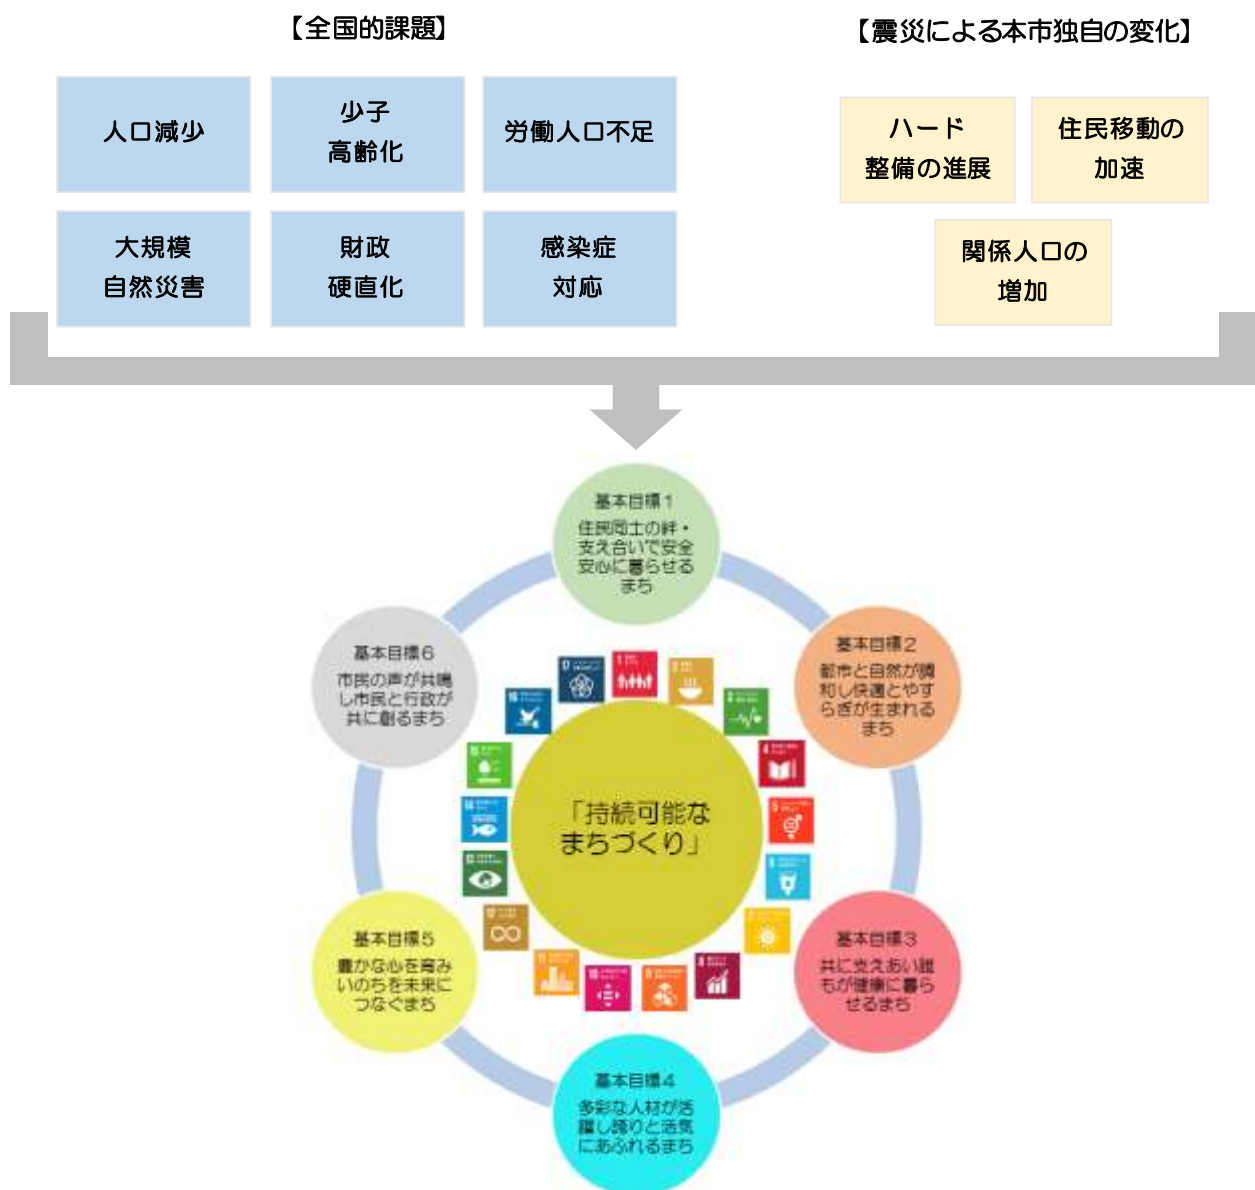 【全国的課題】
【震災による本市独自の変化】
人口減少
少子
高齢化
労働人口不足
大規模
自然災害
財政
硬直化
感染症
対応
ハード
整備の進展
住民移動の
加速
関係人口の
増加
基本目標1
住民同士の絆・
支え合いで安全
安心に暮らせる
まち
基本目標2
都市と自然が調
和し快適とやす
らぎが生まれる
まち
基本目標3
共に支えあい誰
もが健康に暮ら
せるまち
基本目標4
多彩な人材が活
躍し誇りと活気
にあふれるまち
基本目標5
豊かな心を育み
いのちを未来に
つなぐまち
基本目標6
市民の声が共鳴
し市民と行政が
共に創るまち
「持続可能な
まちづくり」
1
4
5
8
10
17